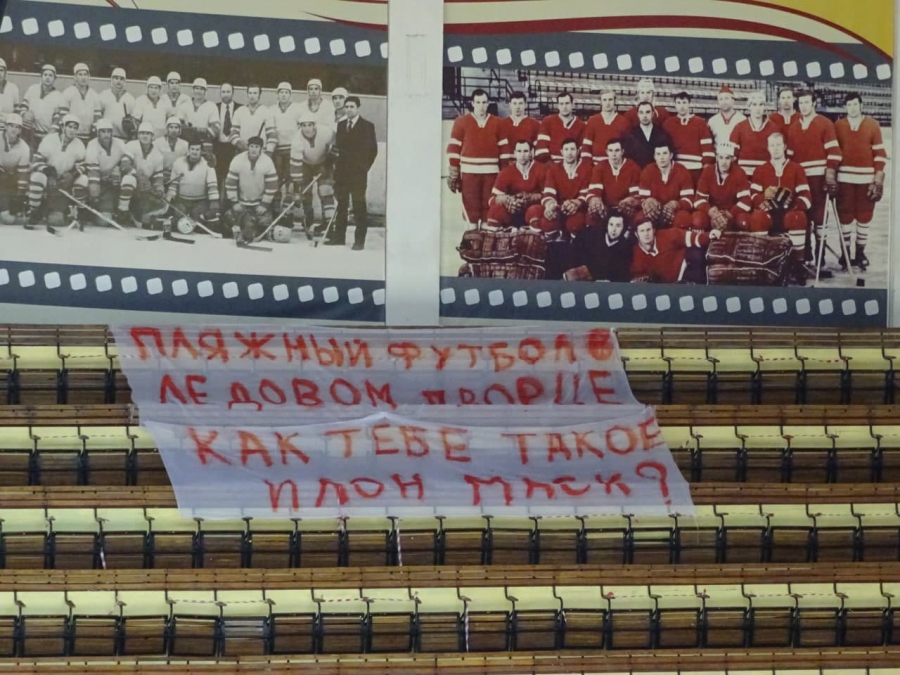 ПЛЯЖНЫЙ ФУТБОЛ В
ЛЕДОВОМ ДВОРЦЕ
КАК ТЕБЕ ТАКОЕ
ИЛОН МАСК?